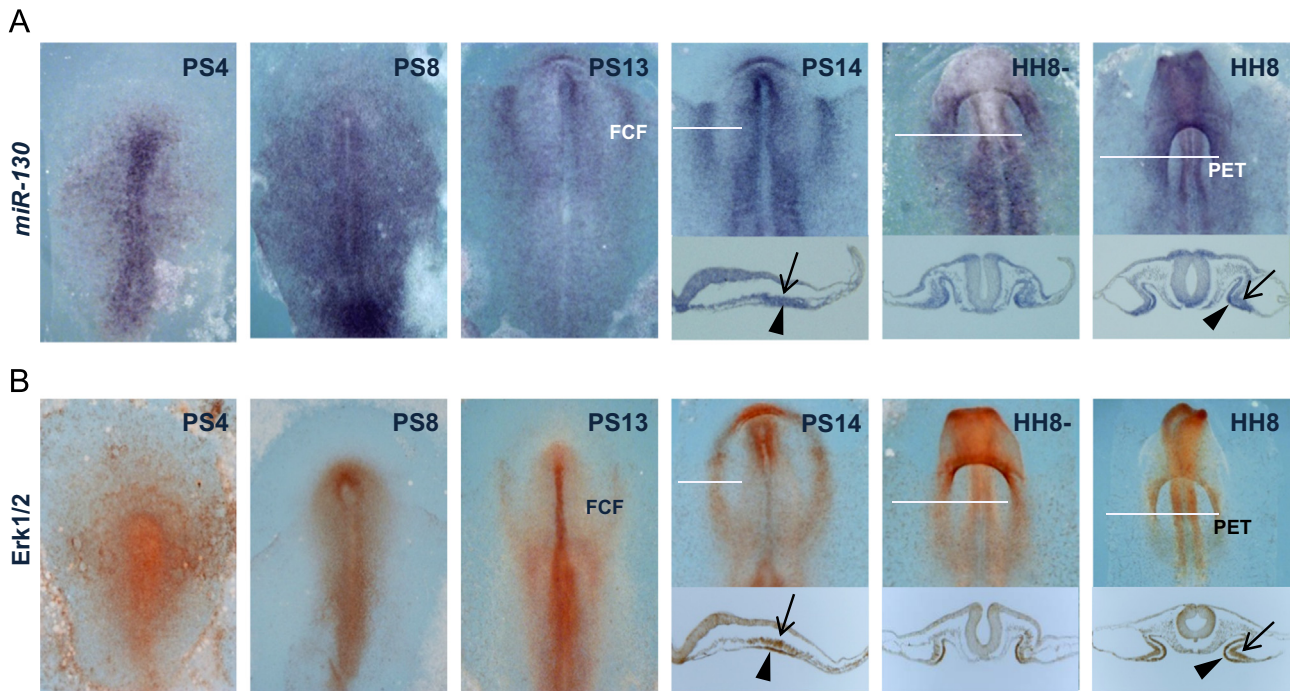 A
miR-130
PS4
PS8
PS13
FCF
PS14
HH8-
HH8
PET
B
Erk1/2
PS4
PS8
PS13
FCF
PS14
HH8-
HH8
PET